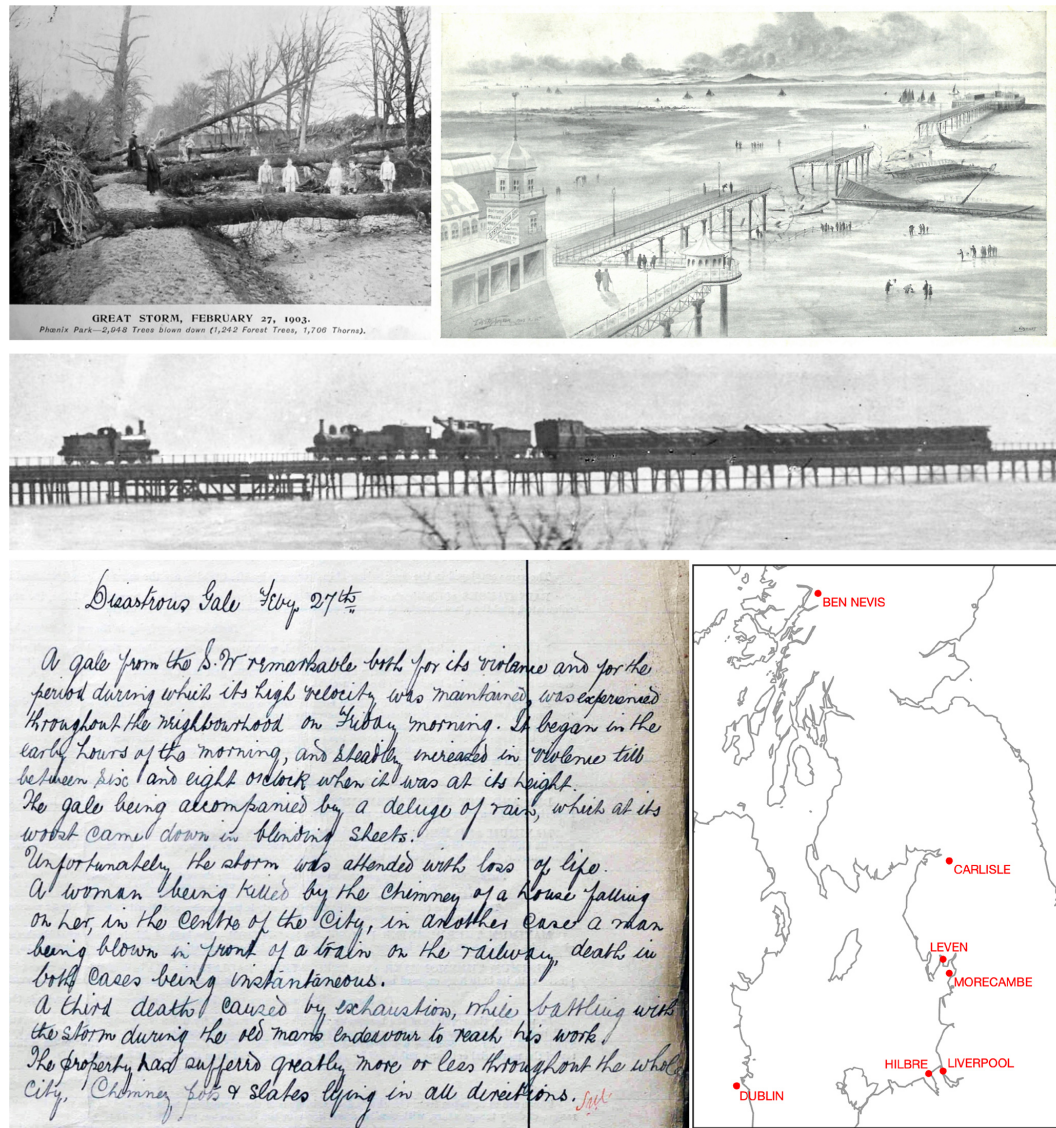 GREAT STORM, FEBRUARY 27, 1903.
Phœnix Park—2,948 Trees blown down (1,242 Forest Trees, 1,706 Thorns).
Disastrous Gale Feby. 27th
A gale from the S.W remarkable both for its violence and for the
period during which its high velocity was maintained, was experienced
throughout the neighbourhood on Friday morning. It began in the
early hours of the morning, and steadily increased in violence till
between six and eight oclock when it was at its height.
The gale being accompanied by a deluge of rain, which at its
worst came down in blinding sheets.
Unfortunately the storm was attended with loss of life.
A woman being killed by the chimney of a house falling
on her, in the centre of the City, in another case a man
being blown in front of a train on the railway, death in
both cases being instantaneous.
A third death caused by exhaustion, while battling with
the storm during the old mans endeavour to reach his work.
The property has sufferd greatly more or less throughout the whole
City, Chimney pots & slates lying in all directions.
BEN NEVIS
CARLISLE
LEVEN
MORECAMBE
HILBRE
LIVERPOOL
DUBLIN